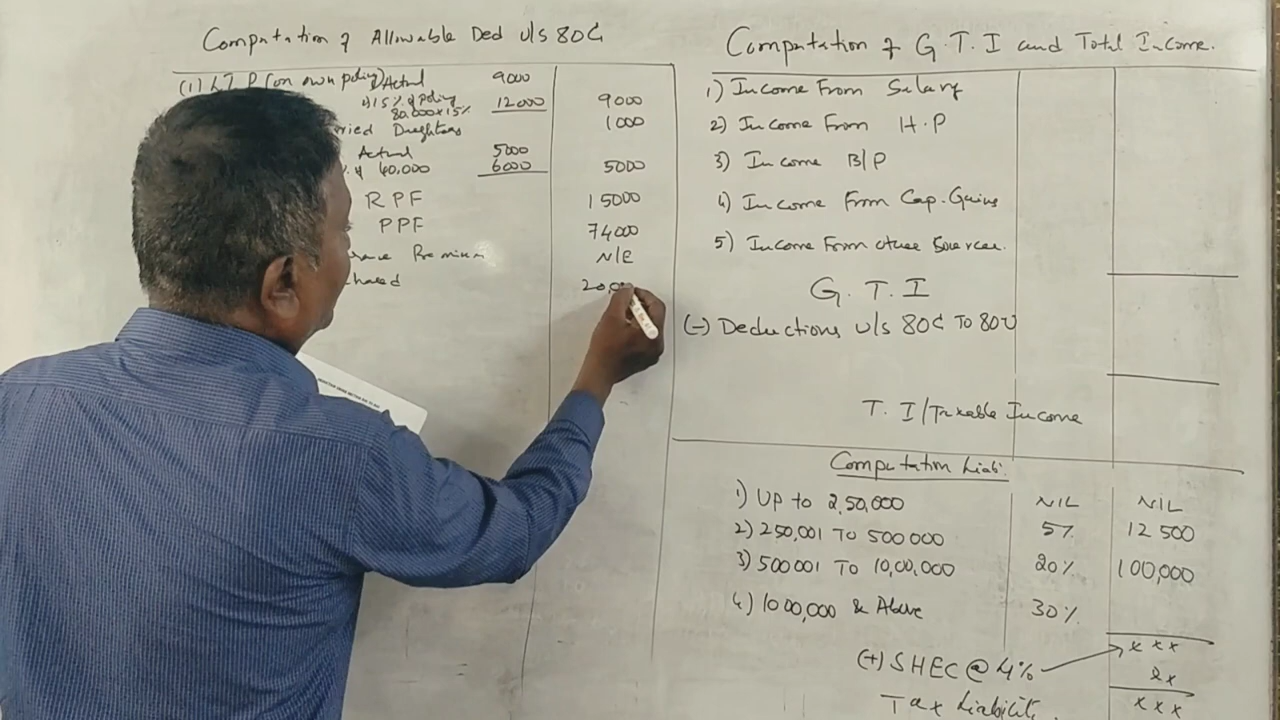 Computation of Allowable Ded u/s 80C
(1) L.I.P (on own policy) Actual 9000
15% of policy
80,000x15% 12000 9000
ried Daughters 1000
Actual 5000
% of 40,000 6000 5000
RPF 15000
PPF 74000
rance Premium N/E
20,0
Computation of G.T.I and Total Income.
1) Income From Salary
2) Income From H.P
3) Income B/P
4) Income From Cap. Gains
5) Income From other Sources.
G.T.I
(-) Deductions u/s 80C To 80U
T.I/Taxable Income
Computation Liabi.
1) Up to 2,50,000 NIL NIL
2) 250,001 To 500000 5% 12500
3) 500001 To 10,00,000 20% 100,000
4) 1000,000 & Above 30%
xxx
(+) SHEC @ 4% xx
Tax Liability. xxx